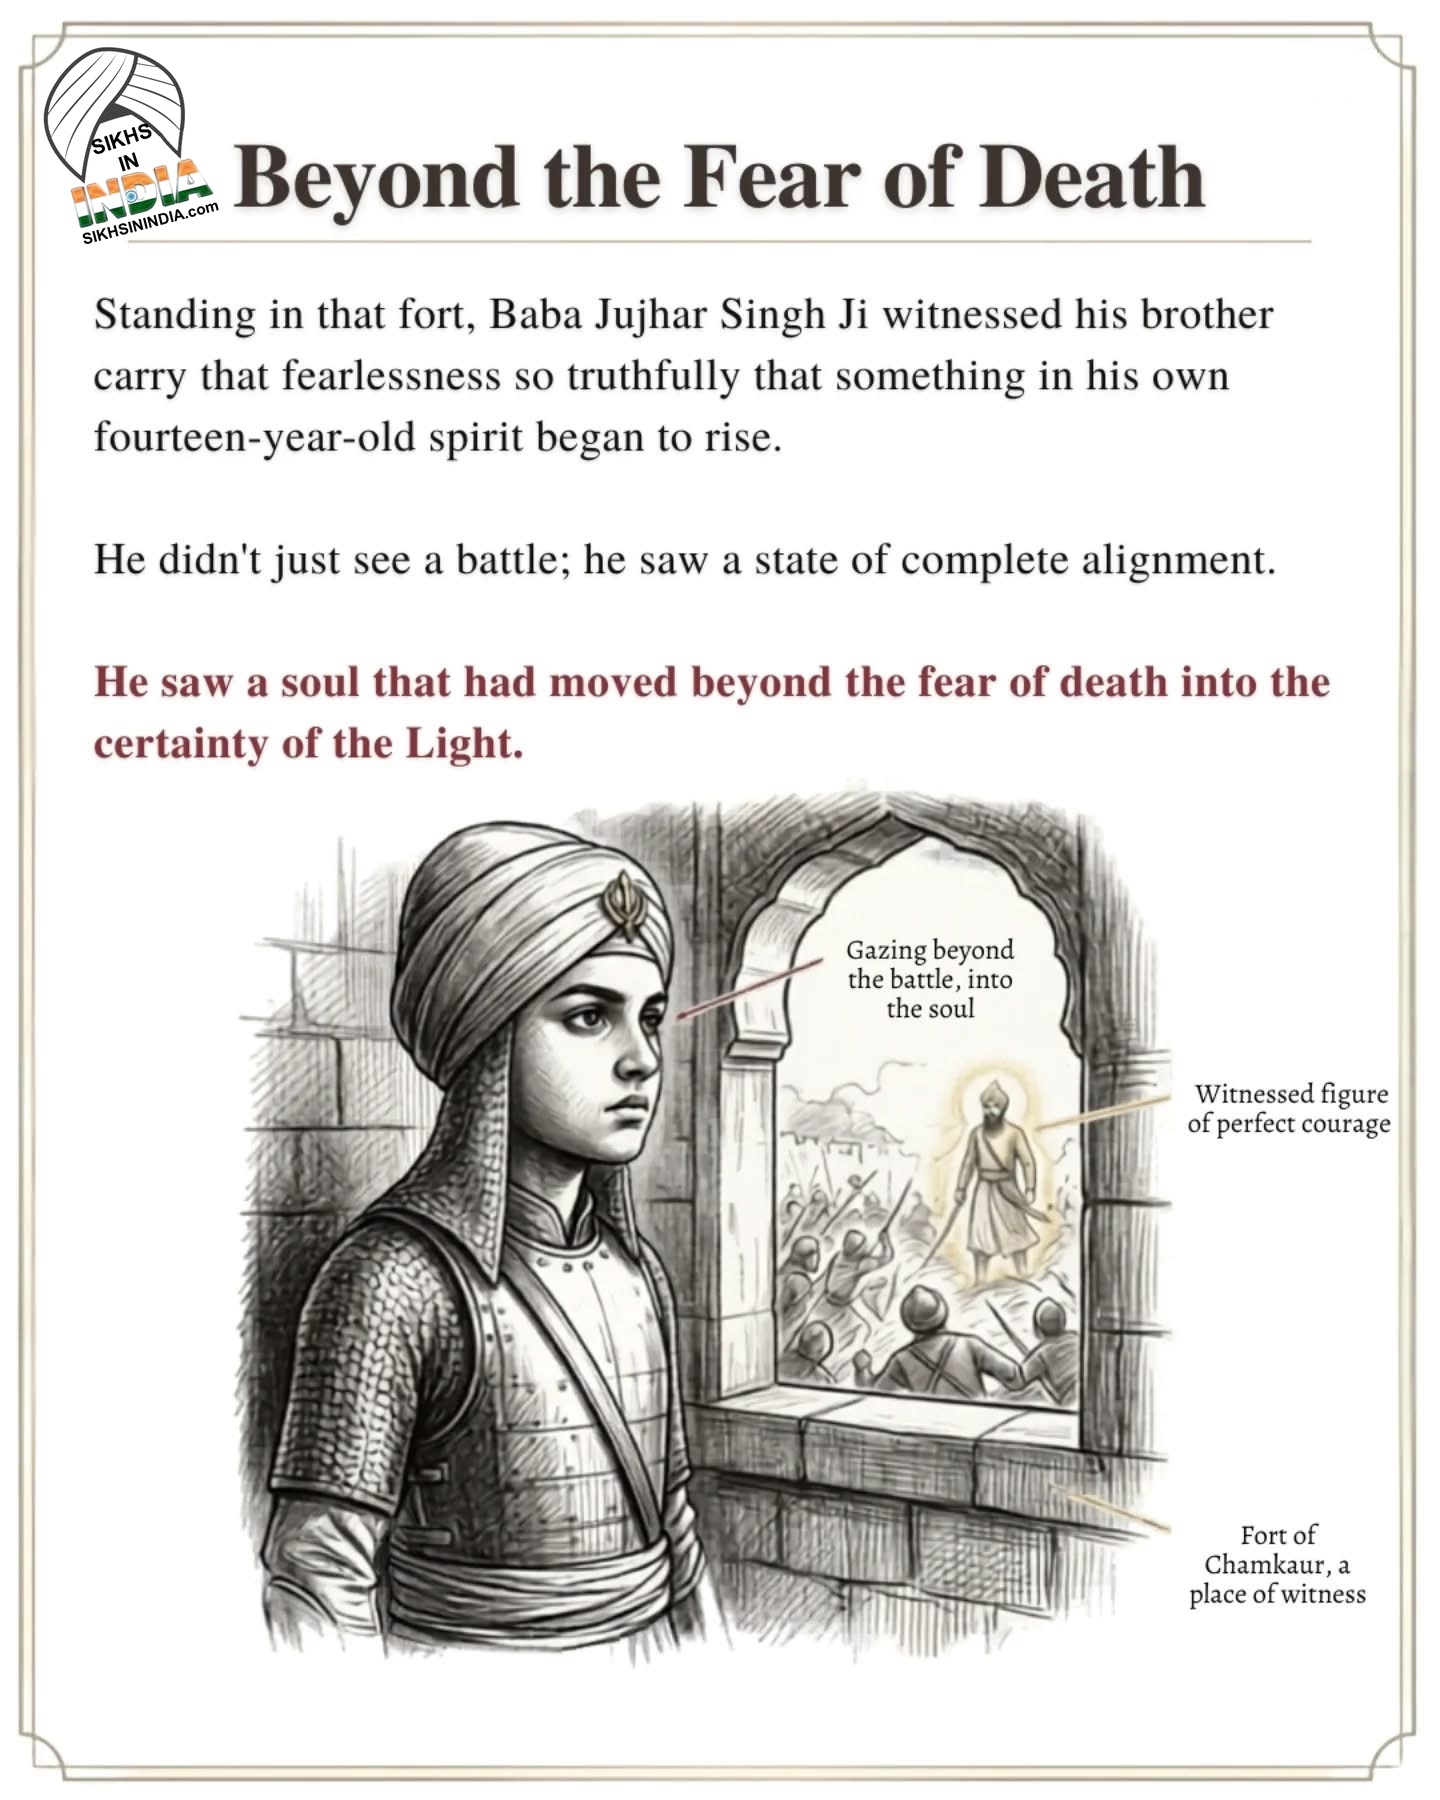 SIKHS
IN
INDIA
SIKHSININDIA.com
Beyond the Fear of Death
Standing in that fort, Baba Jujhar Singh Ji witnessed his brother
carry that fearlessness so truthfully that something in his own
fourteen-year-old spirit began to rise.
He didn't just see a battle; he saw a state of complete alignment.
He saw a soul that had moved beyond the fear of death into the
certainty of the Light.
Gazing beyond
the battle, into
the soul
Witnessed figure
of perfect courage
Fort of
Chamkaur, a
place of witness